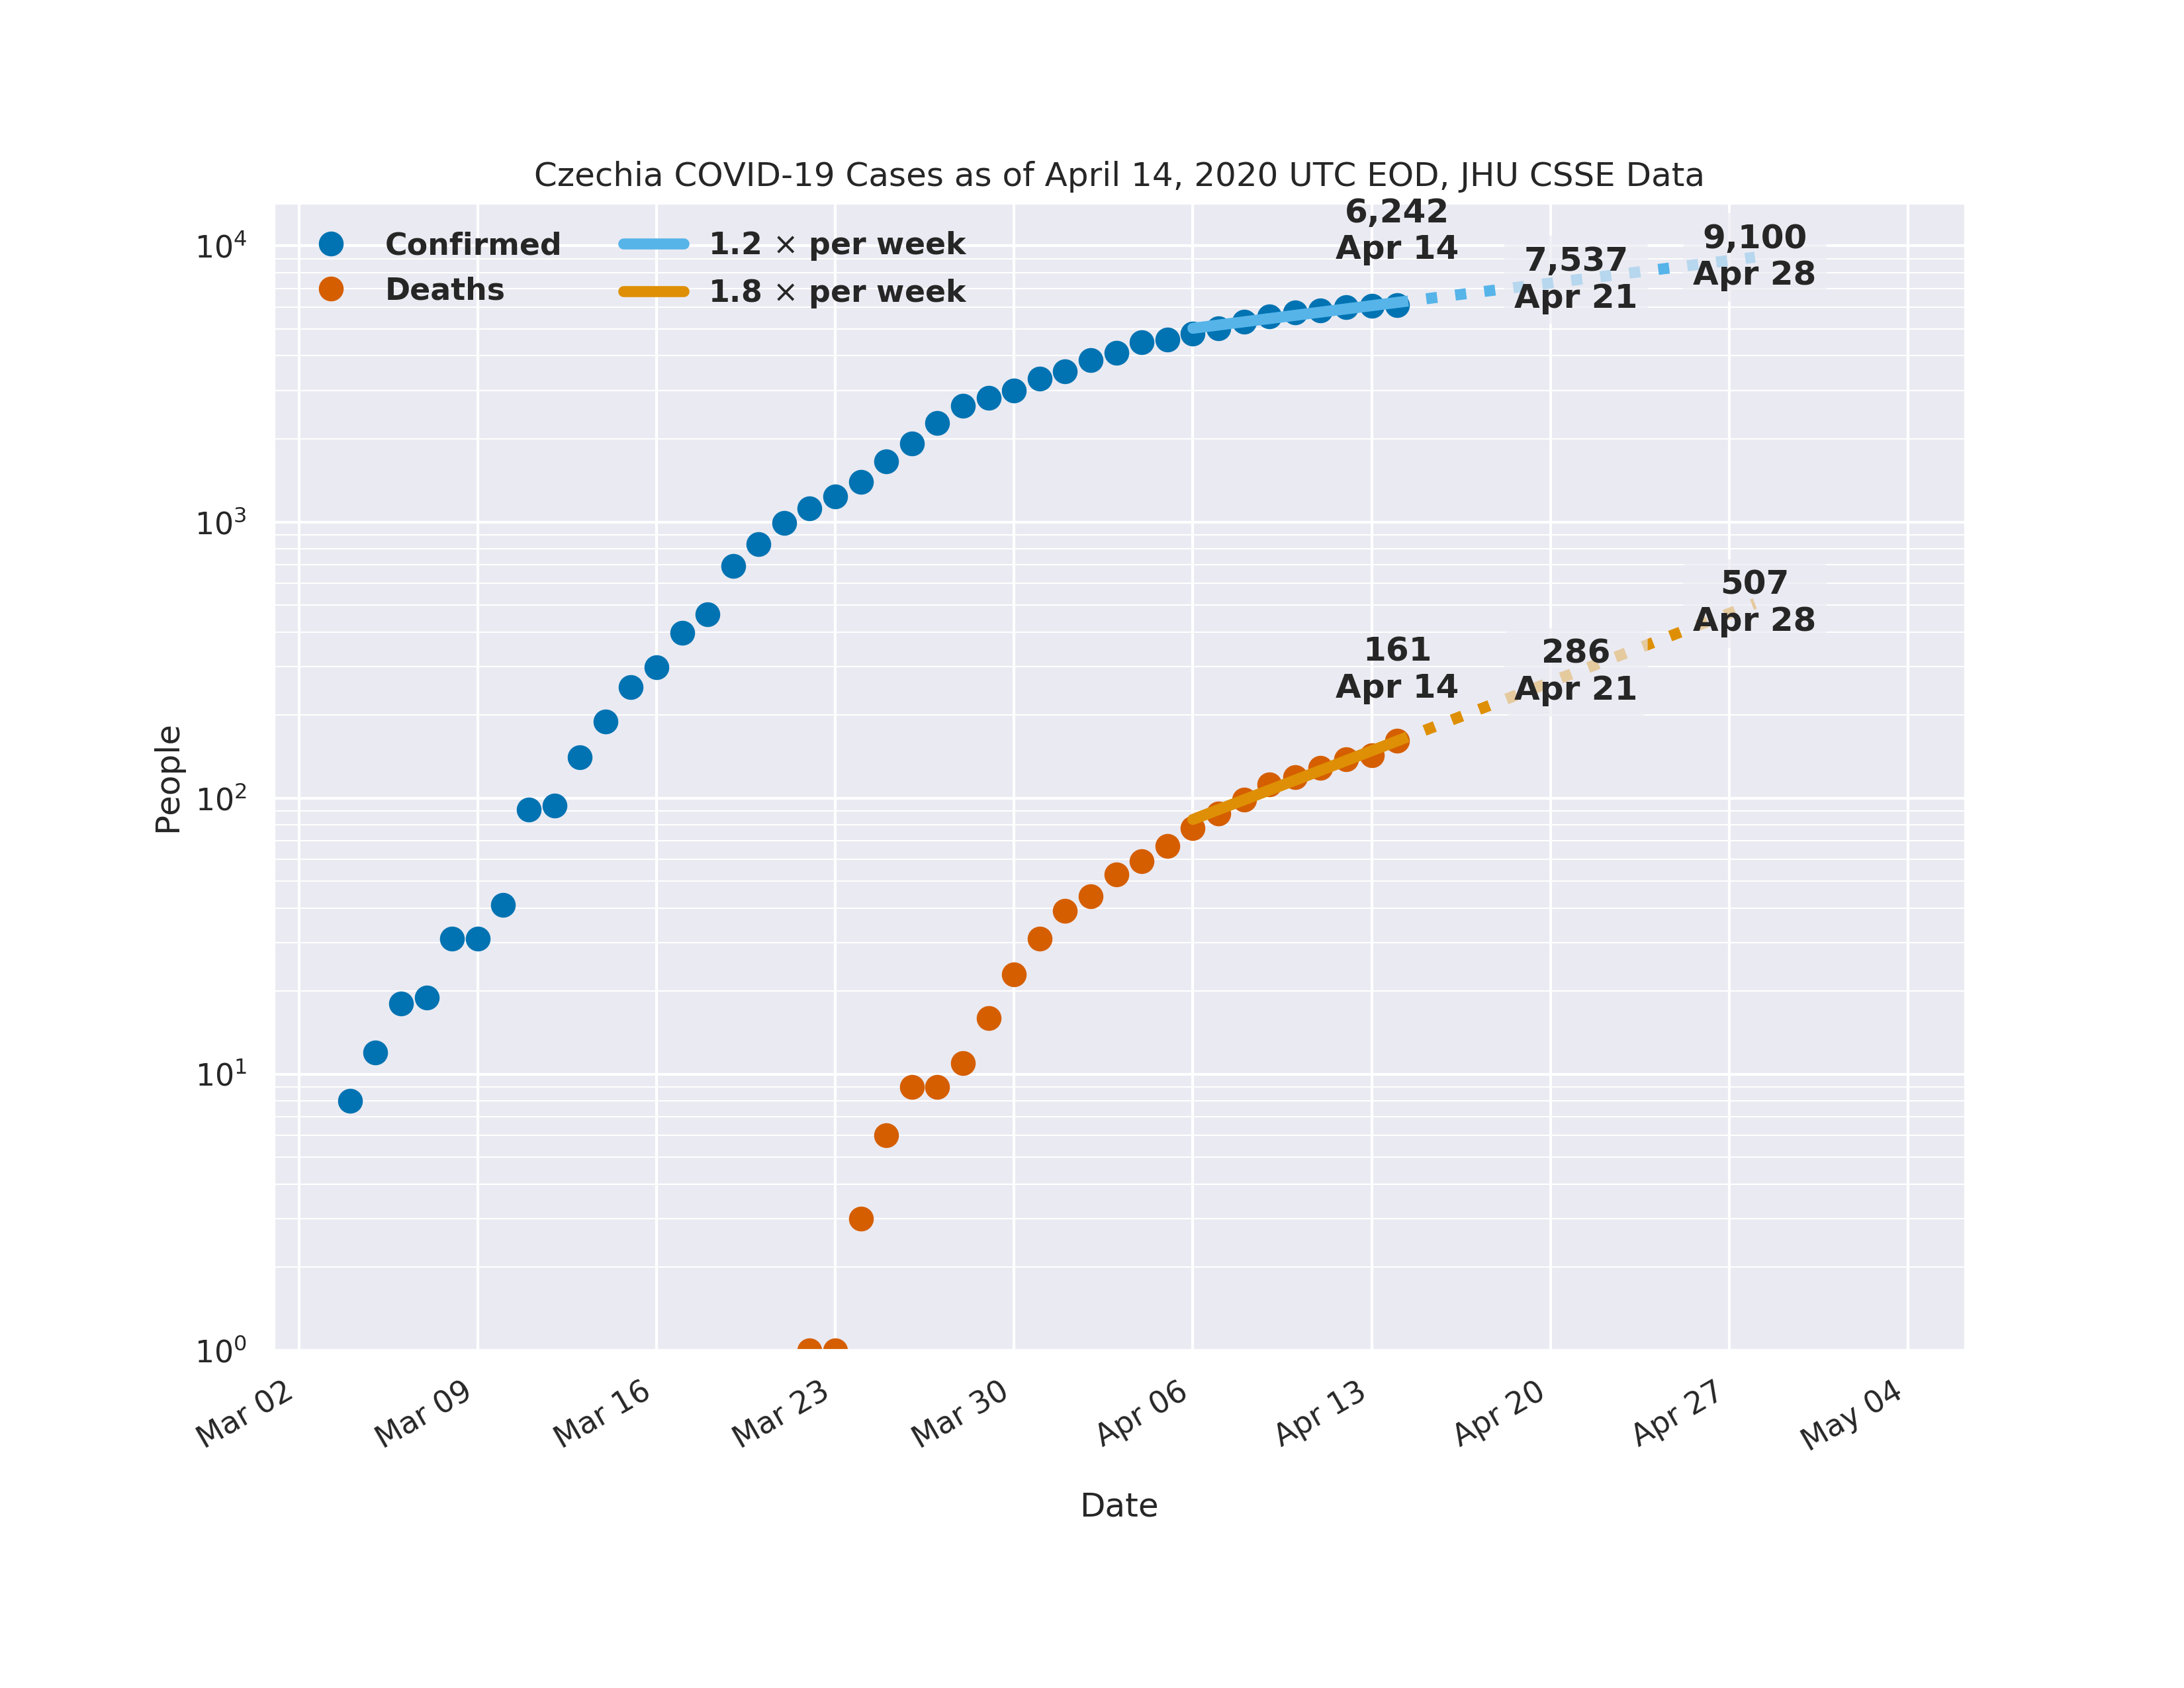 Czechia COVID-19 Cases as of April 14, 2020 UTC EOD, JHU CSSE Data
Confirmed
Deaths
1.2 × per week
1.8 × per week
6,242
Apr 14
7,537
Apr 21
9,100
Apr 28
161
Apr 14
286
Apr 21
507
Apr 28
People
10⁴
10³
10²
10¹
10⁰
Mar 02
Mar 09
Mar 16
Mar 23
Mar 30
Apr 06
Apr 13
Apr 20
Apr 27
May 04
Date